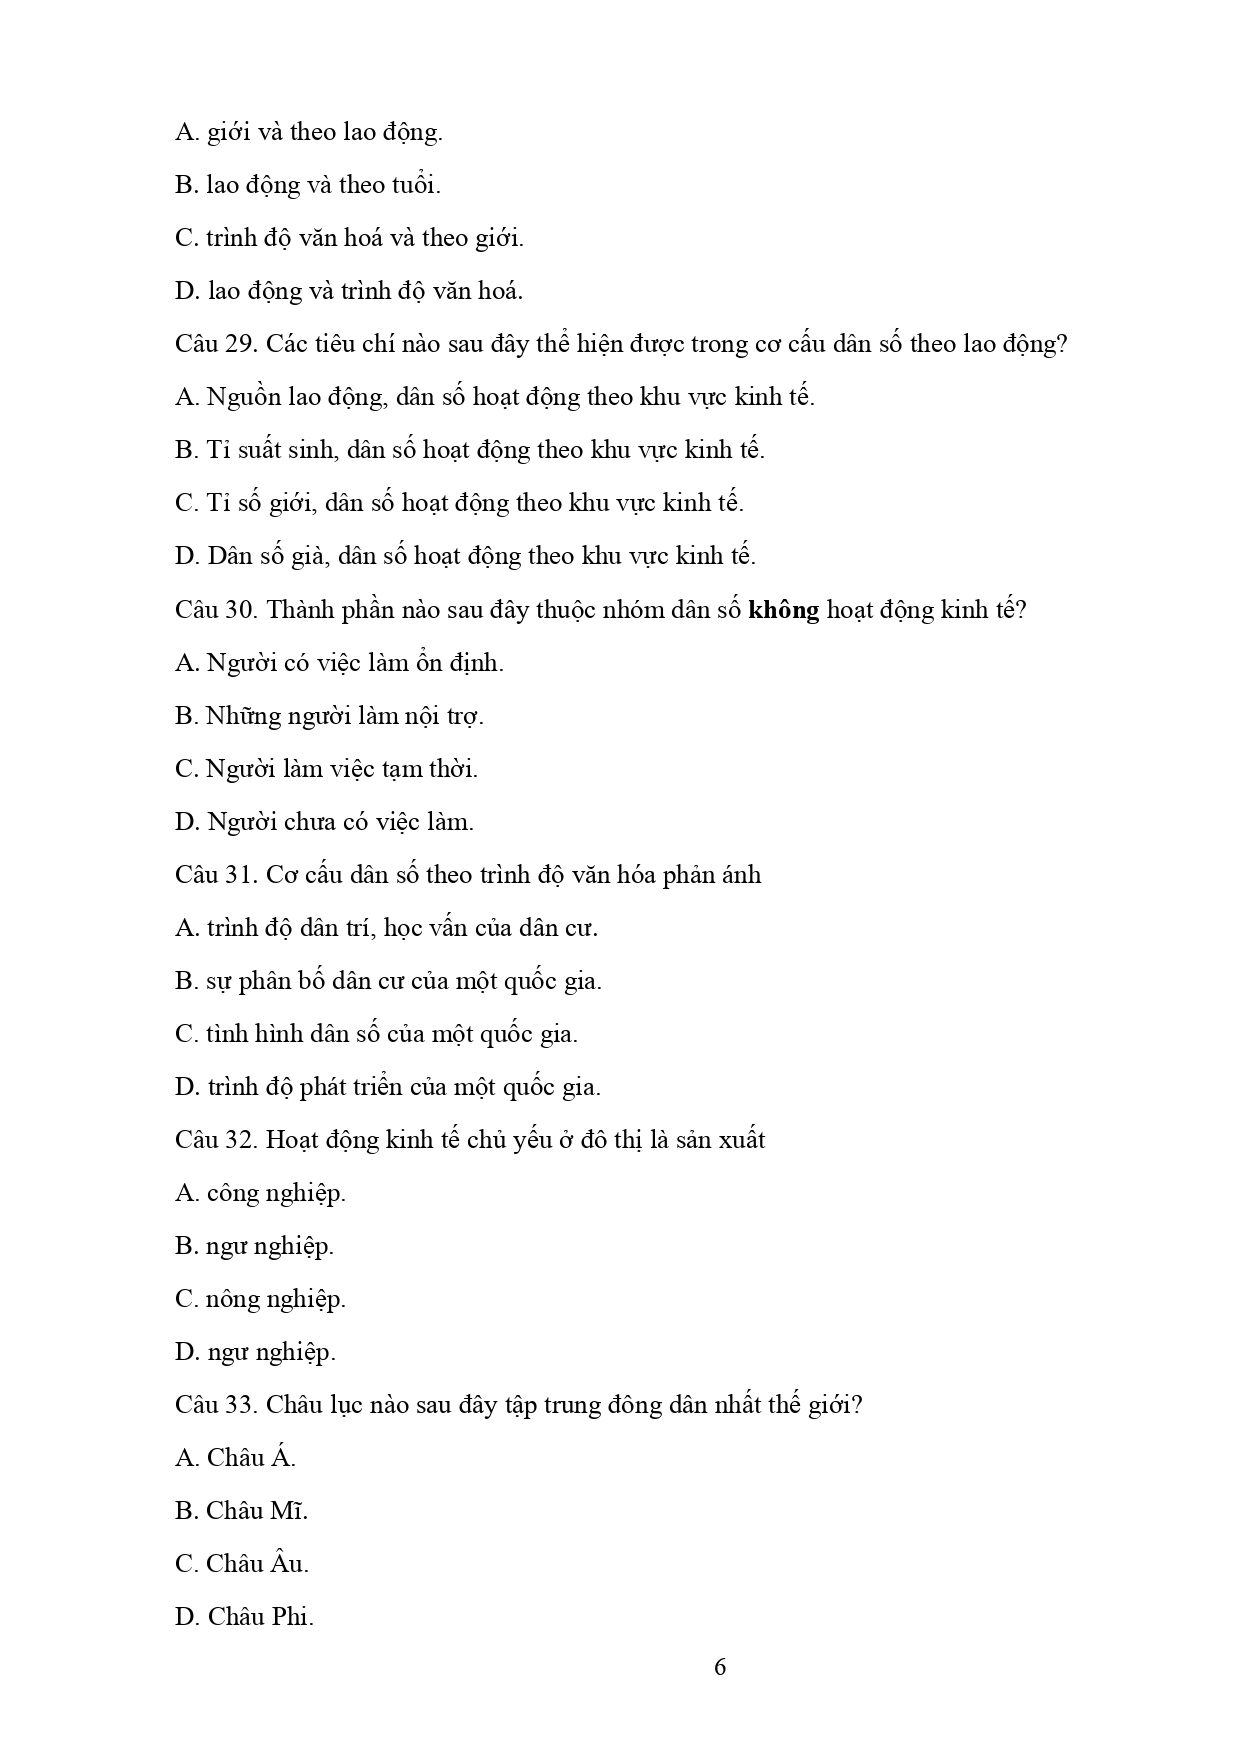 A. giới và theo lao động.
B. lao động và theo tuổi.
C. trình độ văn hoá và theo giới.
D. lao động và trình độ văn hoá.
Câu 29. Các tiêu chí nào sau đây thể hiện được trong cơ cấu dân số theo lao động?
A. Nguồn lao động, dân số hoạt động theo khu vực kinh tế.
B. Tỉ suất sinh, dân số hoạt động theo khu vực kinh tế.
C. Tỉ số giới, dân số hoạt động theo khu vực kinh tế.
D. Dân số già, dân số hoạt động theo khu vực kinh tế.
Câu 30. Thành phần nào sau đây thuộc nhóm dân số không hoạt động kinh tế?
A. Người có việc làm ổn định.
B. Những người làm nội trợ.
C. Người làm việc tạm thời.
D. Người chưa có việc làm.
Câu 31. Cơ cấu dân số theo trình độ văn hóa phản ánh
A. trình độ dân trí, học vấn của dân cư.
B. sự phân bố dân cư của một quốc gia.
C. tình hình dân số của một quốc gia.
D. trình độ phát triển của một quốc gia.
Câu 32. Hoạt động kinh tế chủ yếu ở đô thị là sản xuất
A. công nghiệp.
B. ngư nghiệp.
C. nông nghiệp.
D. ngư nghiệp.
Câu 33. Châu lục nào sau đây tập trung đông dân nhất thế giới?
A. Châu Á.
B. Châu Mĩ.
C. Châu Âu.
D. Châu Phi.
6